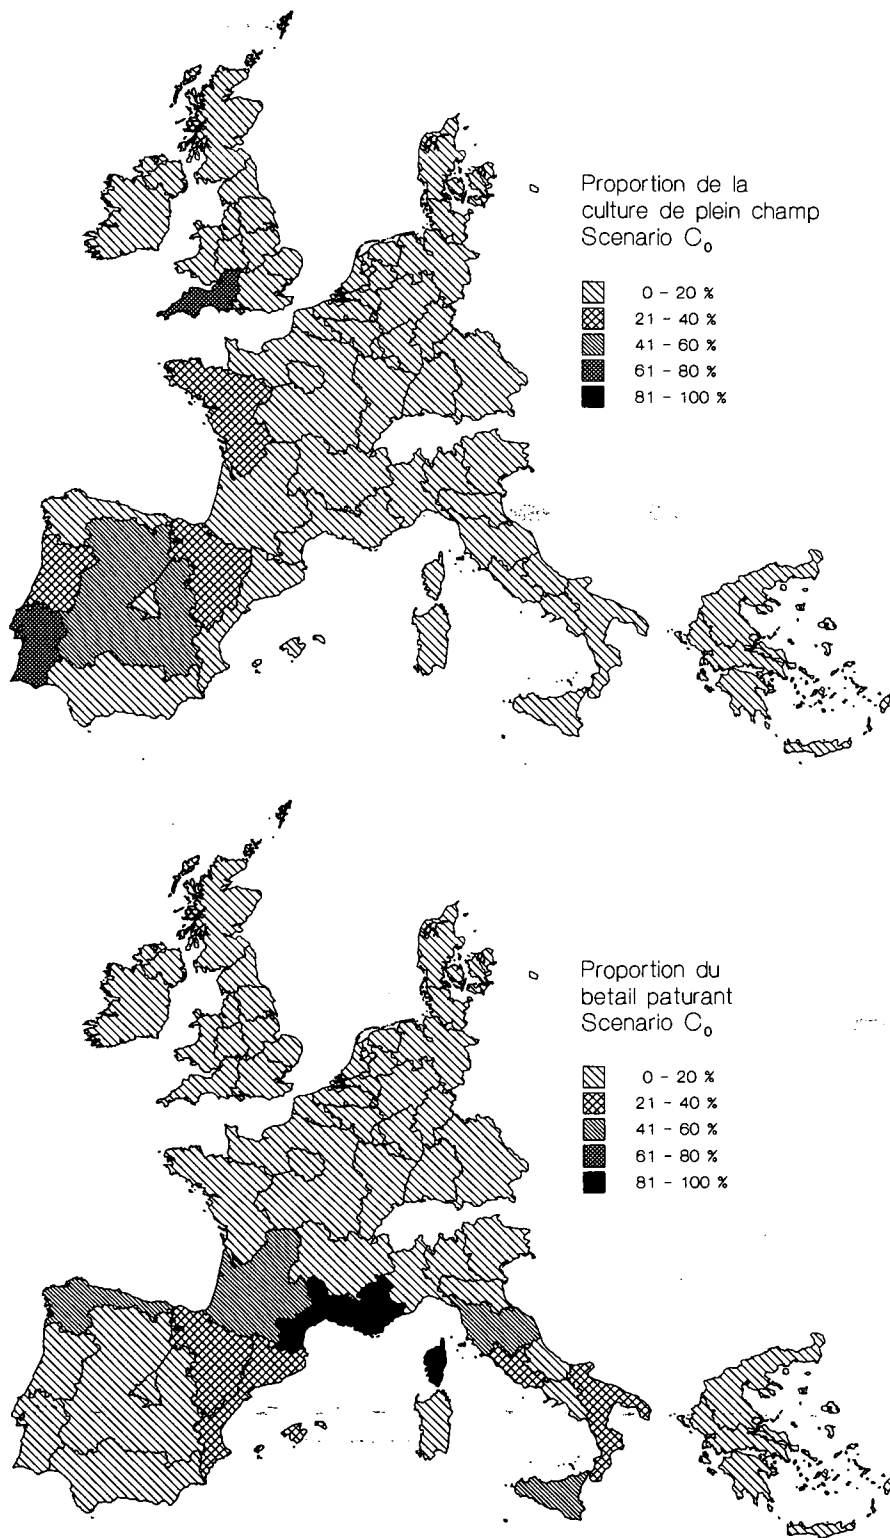 Proportion de la
culture de plein champ
Scenario C₀
0 - 20 %
21 - 40 %
41 - 60 %
61 - 80 %
81 - 100 %
Proportion du
betail paturant
Scenario C₀
0 - 20 %
21 - 40 %
41 - 60 %
61 - 80 %
81 - 100 %